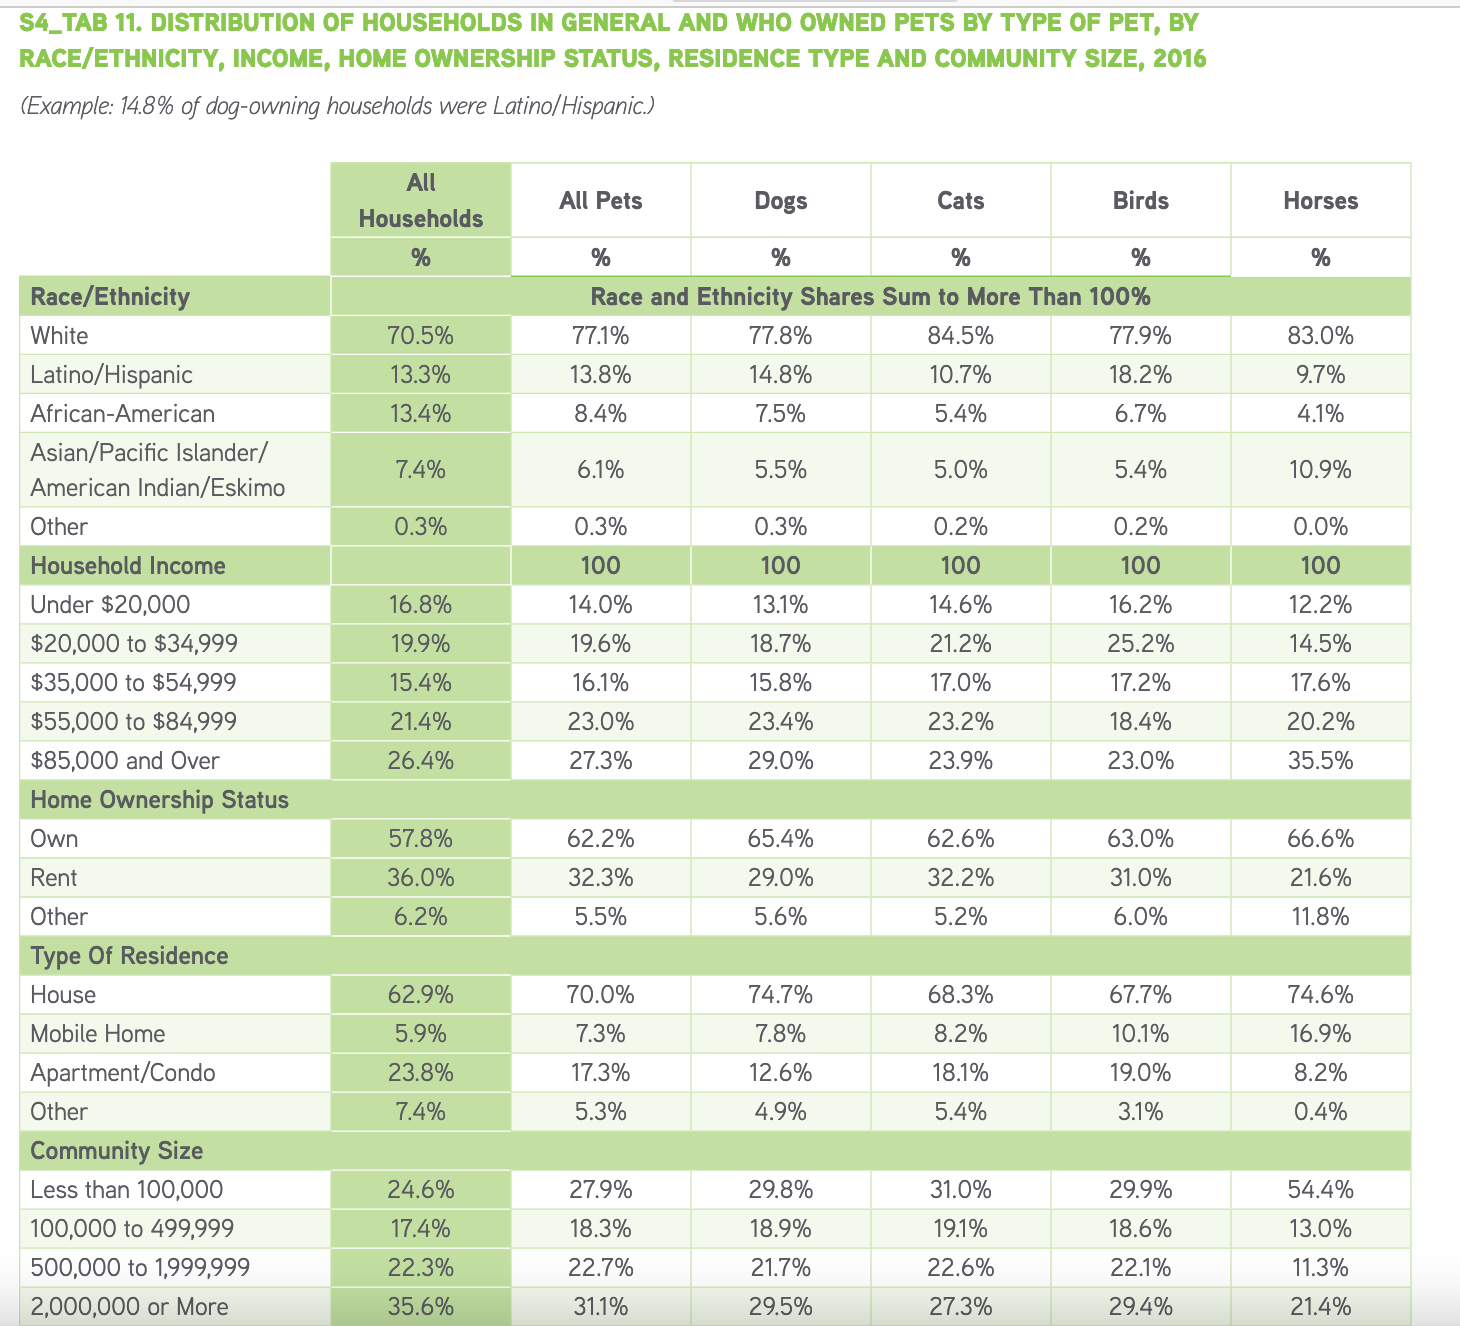 S4_TAB 11. DISTRIBUTION OF HOUSEHOLDS IN GENERAL AND WHO OWNED PETS BY TYPE OF PET, BY
RACE/ETHNICITY, INCOME, HOME OWNERSHIP STATUS, RESIDENCE TYPE AND COMMUNITY SIZE, 2016
(Example: 14.8% of dog-owning households were Latino/Hispanic.)
All Households All Pets Dogs Cats Birds Horses
% % % % % %
Race/Ethnicity Race and Ethnicity Shares Sum to More Than 100%
White 70.5% 77.1% 77.8% 84.5% 77.9% 83.0%
Latino/Hispanic 13.3% 13.8% 14.8% 10.7% 18.2% 9.7%
African-American 13.4% 8.4% 7.5% 5.4% 6.7% 4.1%
Asian/Pacific Islander/
American Indian/Eskimo 7.4% 6.1% 5.5% 5.0% 5.4% 10.9%
Other 0.3% 0.3% 0.3% 0.2% 0.2% 0.0%
Household Income 100 100 100 100 100
Under $20,000 16.8% 14.0% 13.1% 14.6% 16.2% 12.2%
$20,000 to $34,999 19.9% 19.6% 18.7% 21.2% 25.2% 14.5%
$35,000 to $54,999 15.4% 16.1% 15.8% 17.0% 17.2% 17.6%
$55,000 to $84,999 21.4% 23.0% 23.4% 23.2% 18.4% 20.2%
$85,000 and Over 26.4% 27.3% 29.0% 23.9% 23.0% 35.5%
Home Ownership Status
Own 57.8% 62.2% 65.4% 62.6% 63.0% 66.6%
Rent 36.0% 32.3% 29.0% 32.2% 31.0% 21.6%
Other 6.2% 5.5% 5.6% 5.2% 6.0% 11.8%
Type Of Residence
House 62.9% 70.0% 74.7% 68.3% 67.7% 74.6%
Mobile Home 5.9% 7.3% 7.8% 8.2% 10.1% 16.9%
Apartment/Condo 23.8% 17.3% 12.6% 18.1% 19.0% 8.2%
Other 7.4% 5.3% 4.9% 5.4% 3.1% 0.4%
Community Size
Less than 100,000 24.6% 27.9% 29.8% 31.0% 29.9% 54.4%
100,000 to 499,999 17.4% 18.3% 18.9% 19.1% 18.6% 13.0%
500,000 to 1,999,999 22.3% 22.7% 21.7% 22.6% 22.1% 11.3%
2,000,000 or More 35.6% 31.1% 29.5% 27.3% 29.4% 21.4%